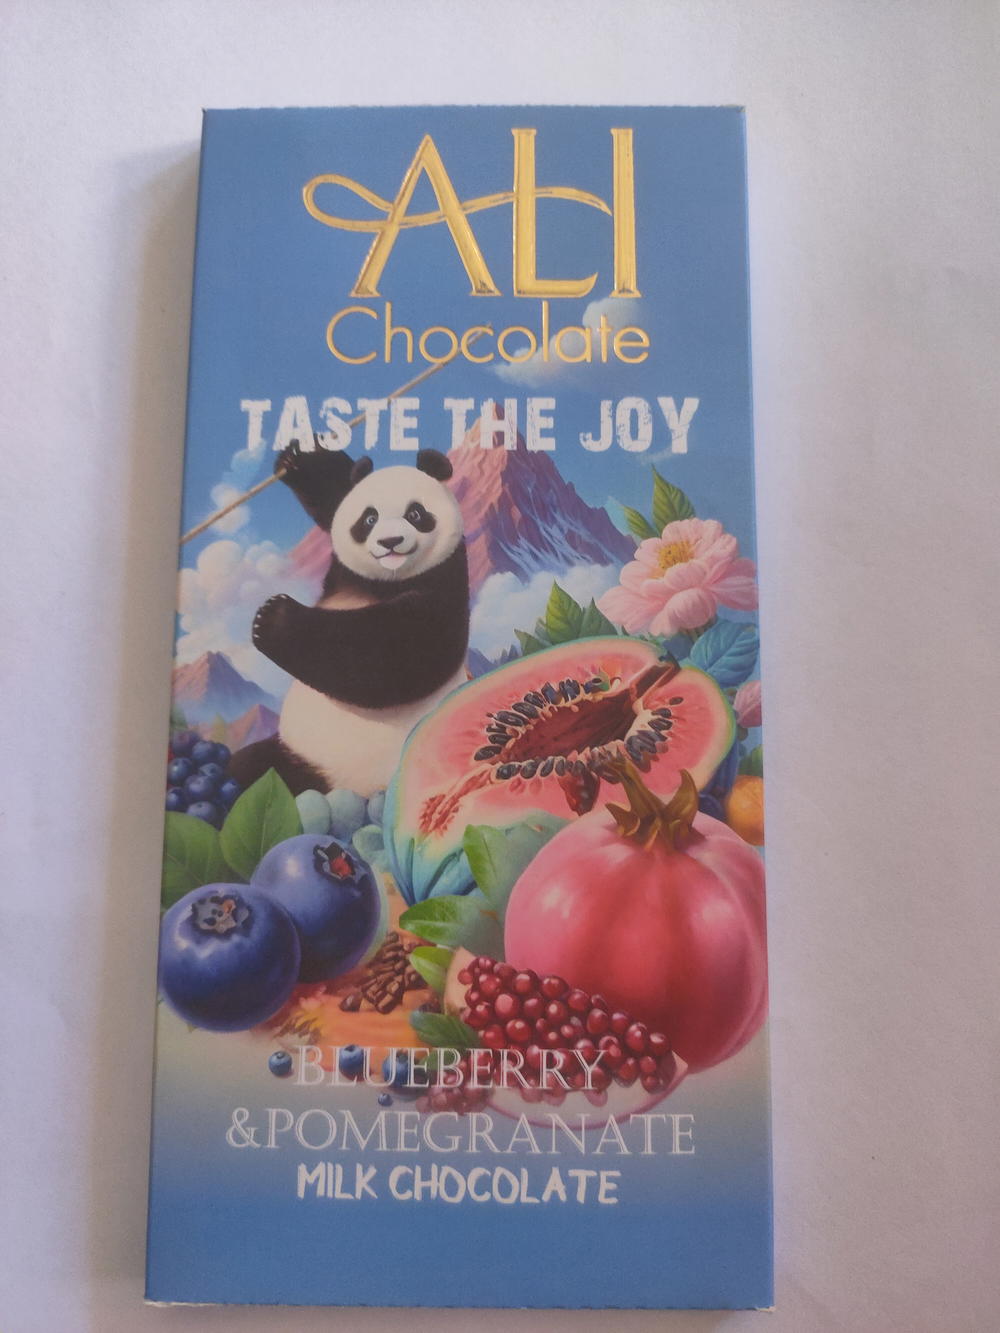 ALI
Chocolate
TASTE THE JOY
BLUEBERRY
&POMEGRANATE
MILK CHOCOLATE